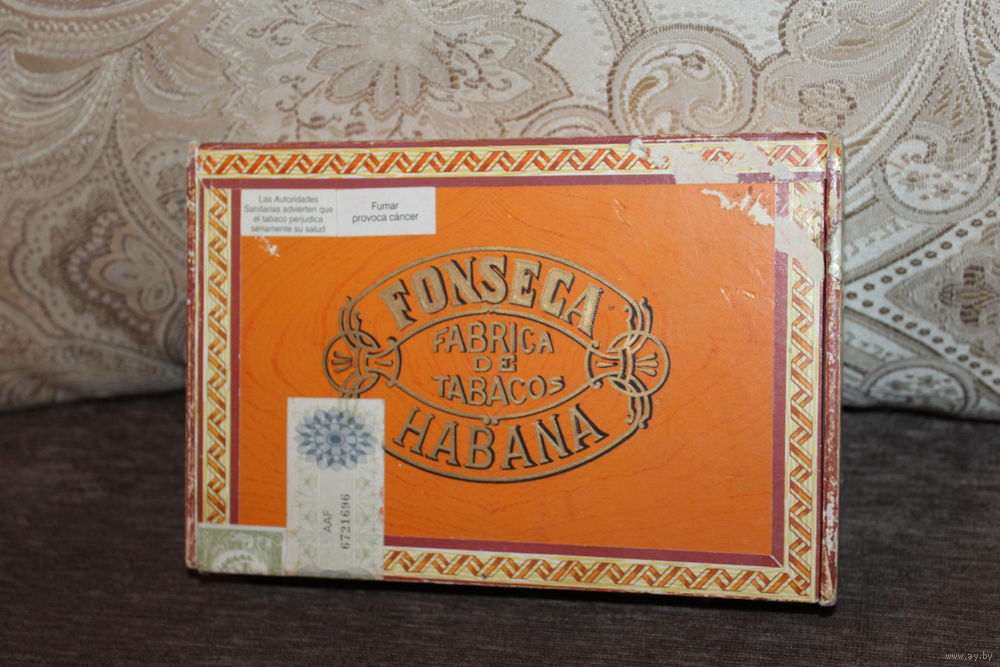 Las Autoridades
Sanitarias advierten que
el tabaco perjudica
seriamente su salud
Fumar
provoca cáncer
FONSECA
FABRICA
DE
TABACOS
HABANA
AAF
6721696
www.ay.by